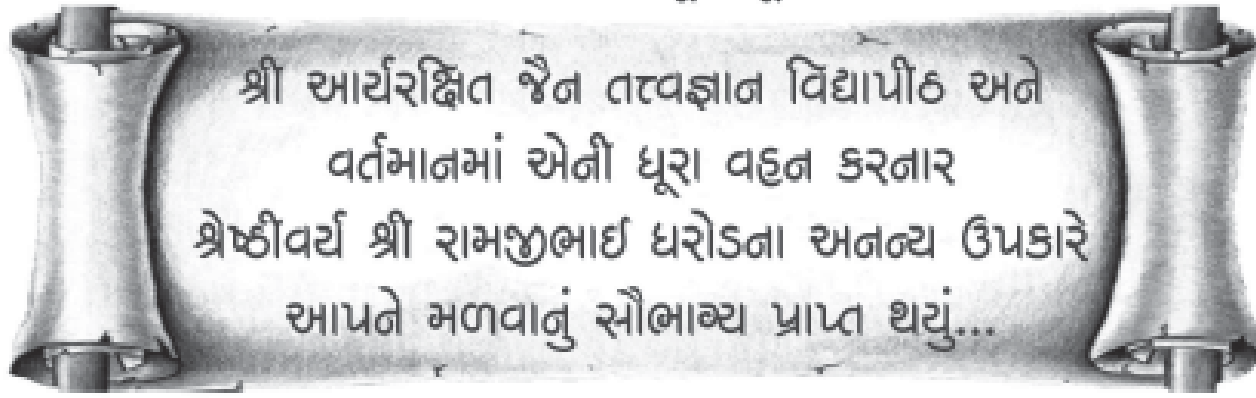 શ્રી આર્યરક્ષિત જૈન તત્ત્વજ્ઞાન વિદ્યાપીઠ અને
વર્તમાનમાં એની ધૂરા વહન કરનાર
શ્રેષ્ઠીવર્ય શ્રી રામજીભાઈ ધરોડના અનન્ય ઉપકારે
આપને મળવાનું સૌભાગ્ય પ્રાપ્ત થયું...